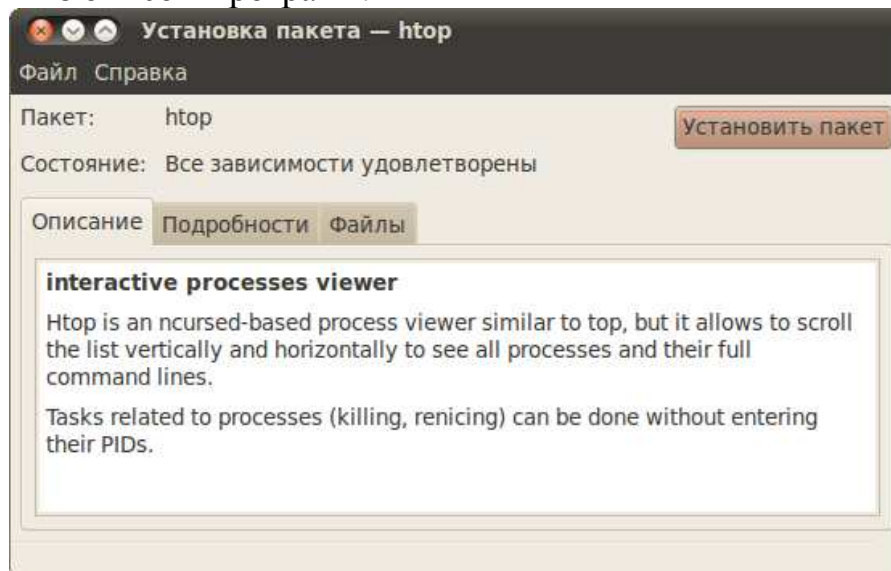 Установка пакета — htop
Файл Справка
Пакет: htop
Установить пакет
Состояние: Все зависимости удовлетворены
Описание Подробности Файлы
interactive processes viewer
Htop is an ncursed-based process viewer similar to top, but it allows to scroll
the list vertically and horizontally to see all processes and their full
command lines.
Tasks related to processes (killing, renicing) can be done without entering
their PIDs.